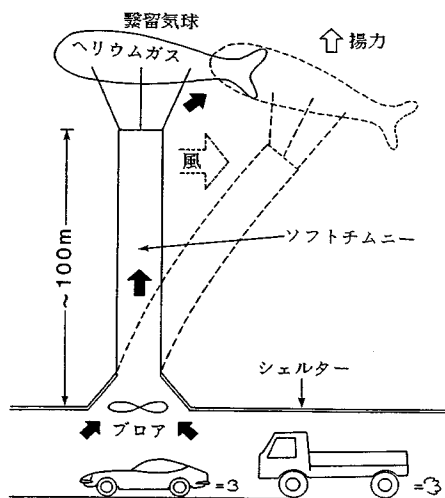 繋留気球
ヘリウムガス
揚力
風
~100m
ソフトチムニー
シェルター
ブロア